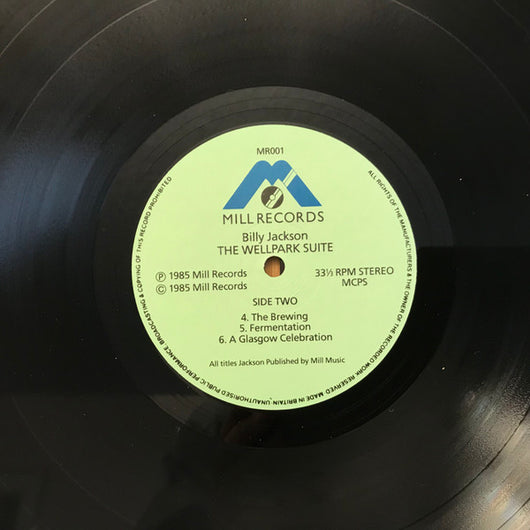 MR001
MILL RECORDS
Billy Jackson
THE WELLPARK SUITE
℗ 1985 Mill Records
© 1985 Mill Records
33⅓ RPM STEREO
MCPS
SIDE TWO
4. The Brewing
5. Fermentation
6. A Glasgow Celebration
All titles Jackson Published by Mill Music
ALL RIGHTS OF THE MANUFACTURERS & THE OWNER OF THE RECORDED WORK RESERVED MADE IN BRITAIN. UNAUTHORISED PUBLIC PERFORMANCE BROADCASTING & COPYING OF THIS RECORD PROHIBITED